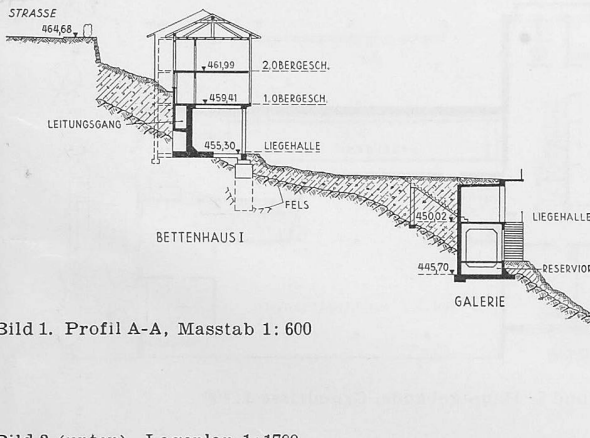 STRASSE
464,68
461,99 2.OBERGESCH.
459,41 1.OBERGESCH.
LEITUNGSGANG
455,30 LIEGEHALLE
FELS
450,02 LIEGEHALLE
BETTENHAUS I
445,70 RESERVIOR
GALERIE
Bild 1. Profil A-A, Masstab 1: 600